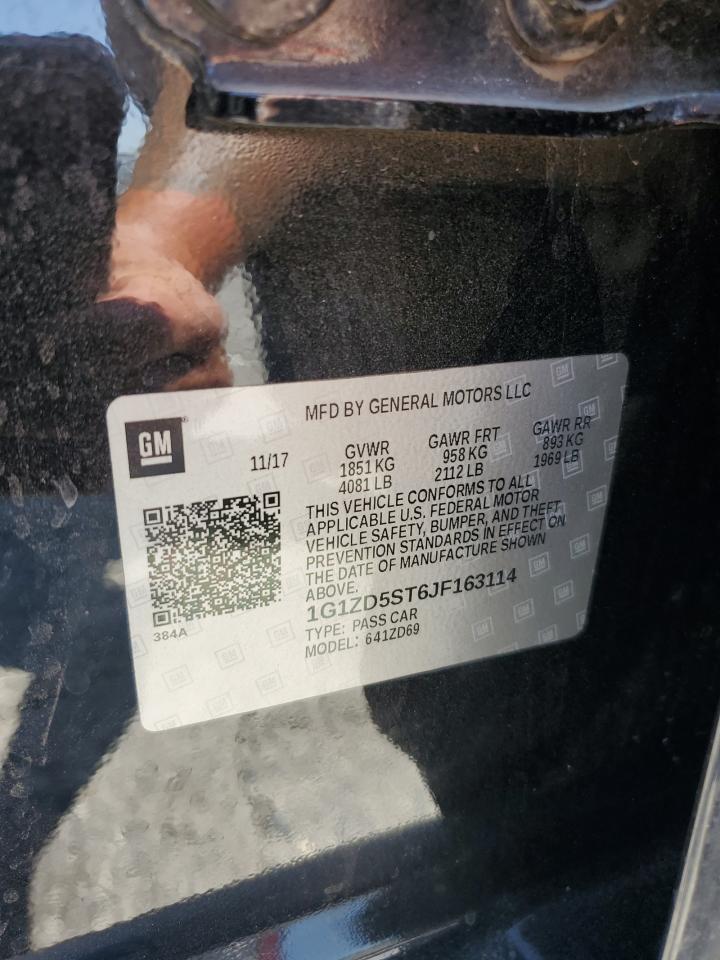 MFD BY GENERAL MOTORS LLC
GM
11/17
GVWR
1851 KG
4081 LB
GAWR FRT
958 KG
2112 LB
GAWR RR
893 KG
1969 LB
THIS VEHICLE CONFORMS TO ALL
APPLICABLE U.S. FEDERAL MOTOR
VEHICLE SAFETY, BUMPER, AND THEFT
PREVENTION STANDARDS IN EFFECT ON
THE DATE OF MANUFACTURE SHOWN
ABOVE.
1G1ZD5ST6JF163114
TYPE: PASS CAR
MODEL: 641ZD69
384A